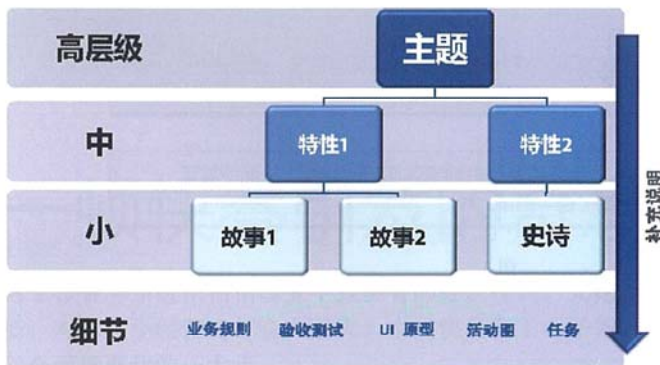 高层级
主题
中
特性1
特性2
小
故事1
故事2
史诗
细节
业务规则
验收测试
UI 原型
活动图
任务
补充说明